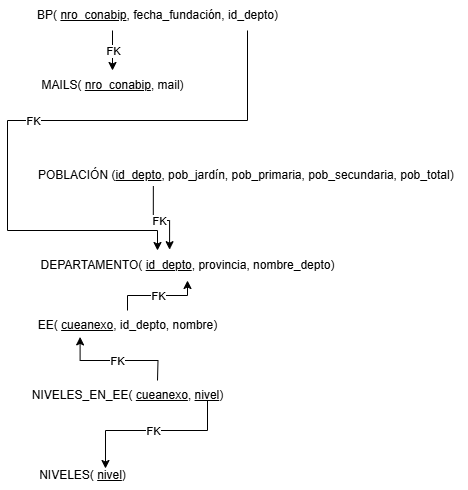 BP( nro_conabip, fecha_fundación, id_depto)
FK
MAILS( nro_conabip, mail)
FK
POBLACIÓN (id_depto, pob_jardín, pob_primaria, pob_secundaria, pob_total)
FK
DEPARTAMENTO( id_depto, provincia, nombre_depto)
FK
EE( cueanexo, id_depto, nombre)
FK
NIVELES_EN_EE( cueanexo, nivel)
FK
NIVELES( nivel)